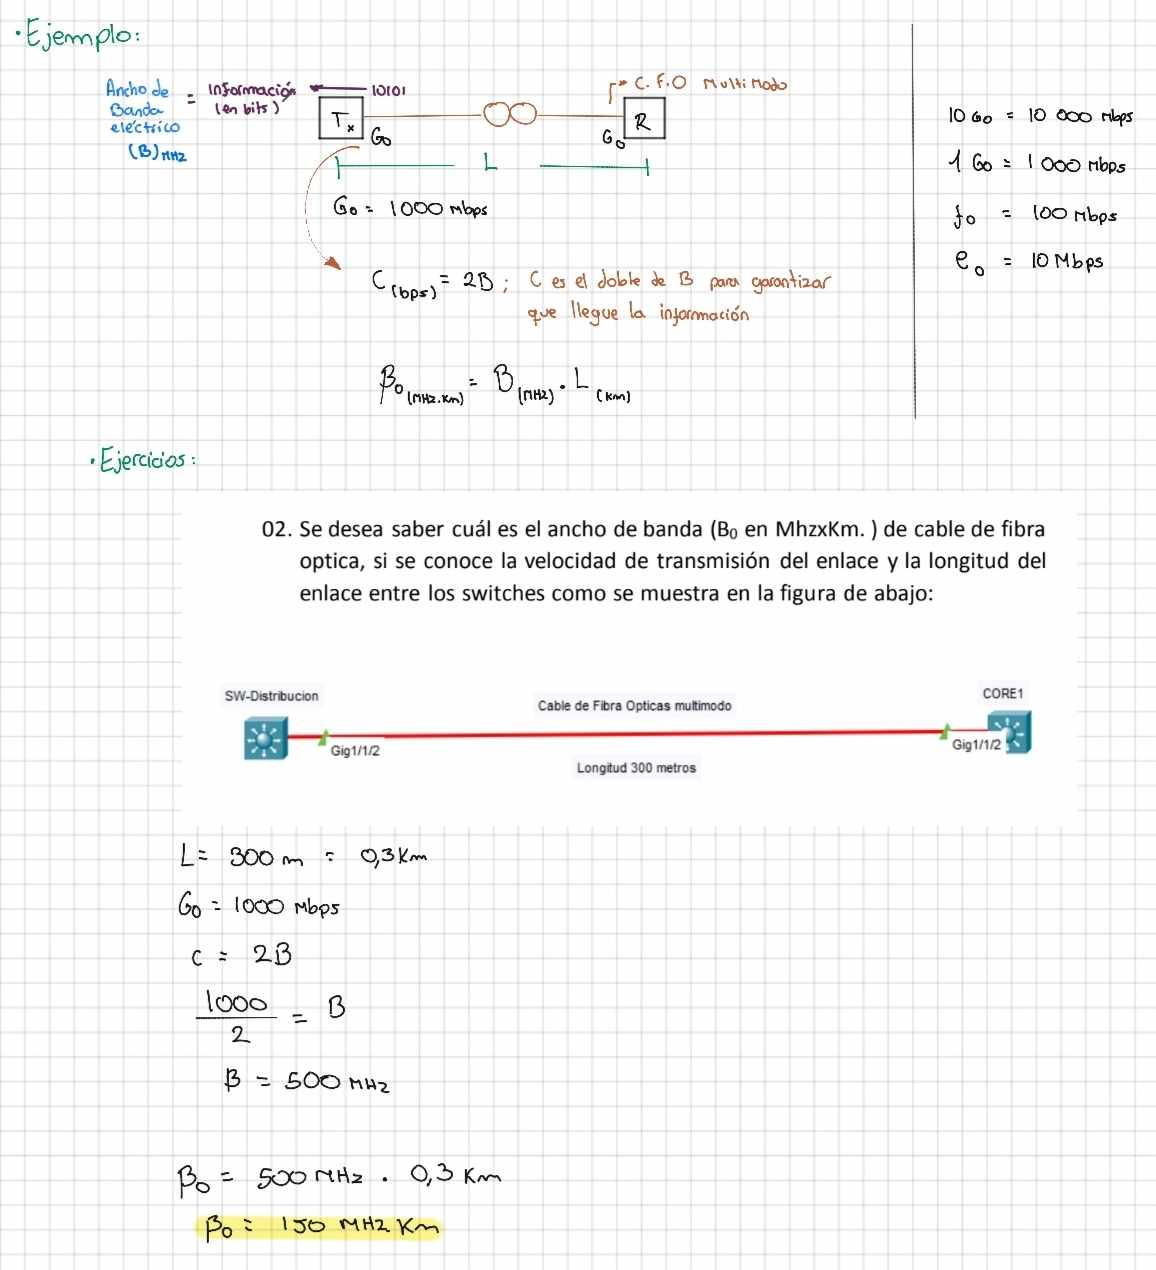 • Ejemplo:
Ancho de Banda eléctrico (B)MHz = Información (en bits)
10101
C.F.O Multimodo
Tx
R
Go
Go
L
Go = 1000 Mbps
C(bps) = 2B ; C es el doble de B para garantizar
que llegue la información
β0 (MHz.Km) = B(MHz) . L (Km)
10 Go = 10 000 Mbps
1 Go = 1 000 Mbps
fo = 100 Mbps
eo = 10 Mbps
• Ejercicios:
02. Se desea saber cuál es el ancho de banda (B₀ en MhzxKm. ) de cable de fibra
optica, si se conoce la velocidad de transmisión del enlace y la longitud del
enlace entre los switches como se muestra en la figura de abajo:
SW-Distribucion
CORE1
Cable de Fibra Opticas multimodo
Gig1/1/2
Gig1/1/2
Longitud 300 metros
L = 300 m = 0,3 Km
Go = 1000 Mbps
C = 2B
1000 / 2 = B
B = 500 MHz
β0 = 500 MHz . 0,3 Km
β0 = 150 MHz Km